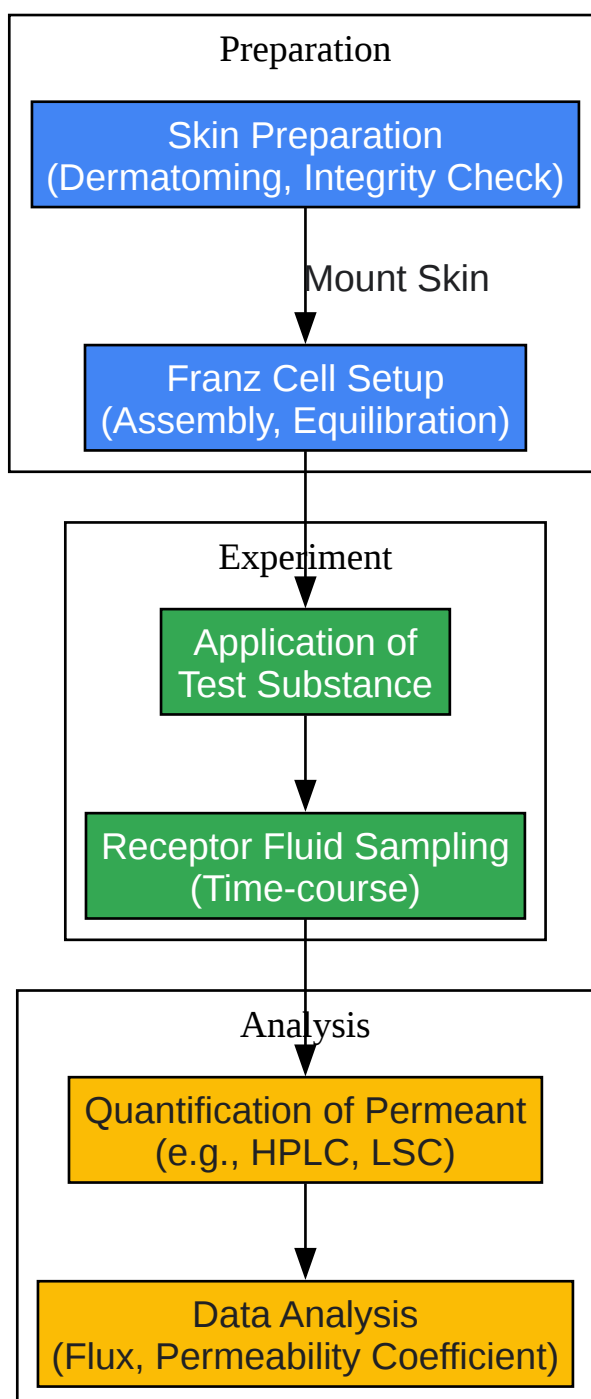 Preparation
Skin Preparation
(Dermatoming, Integrity Check)
Mount Skin
Franz Cell Setup
(Assembly, Equilibration)
Experiment
Application of
Test Substance
Receptor Fluid Sampling
(Time-course)
Analysis
Quantification of Permeant
(e.g., HPLC, LSC)
Data Analysis
(Flux, Permeability Coefficient)